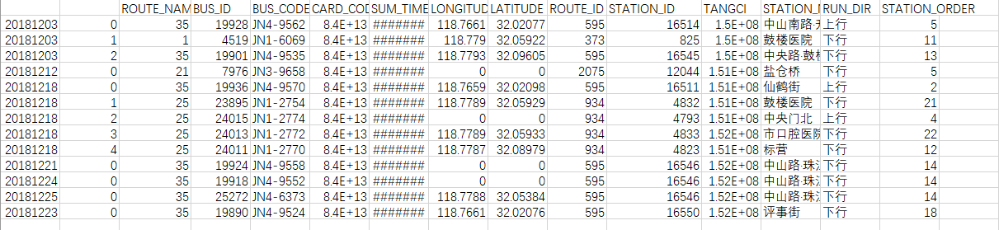 ROUTE_NAM BUS_ID BUS_CODE CARD_COD SUM_TIME LONGITUD LATITUDE ROUTE_ID STATION_ID TANGCI STATION_N RUN_DIR STATION_ORDER
20181203 0 35 19928 JN4-9562 8.4E+13 ####### 118.7661 32.02077 595 16514 1.5E+08 中山南路·升 上行 5
20181203 1 1 4519 JN1-6069 8.4E+13 ####### 118.779 32.05922 373 825 1.5E+08 鼓楼医院 下行 11
20181203 2 35 19901 JN4-9535 8.4E+13 ####### 118.7793 32.09605 595 16545 1.5E+08 中央路·鼓楼 下行 13
20181212 0 21 7976 JN3-9658 8.4E+13 ####### 0 0 2075 12044 1.51E+08 盐仓桥 下行 5
20181218 0 35 19936 JN4-9570 8.4E+13 ####### 118.7659 32.02098 595 16511 1.51E+08 仙鹤街 上行 2
20181218 1 25 23895 JN1-2754 8.4E+13 ####### 118.7789 32.05929 934 4832 1.51E+08 鼓楼医院 下行 21
20181218 2 25 24015 JN1-2774 8.4E+13 ####### 0 0 934 4793 1.51E+08 中央门北 上行 4
20181218 3 25 24013 JN1-2772 8.4E+13 ####### 118.7789 32.05933 934 4833 1.52E+08 市口腔医院 下行 22
20181218 4 25 24011 JN1-2770 8.4E+13 ####### 118.7787 32.08979 934 4823 1.51E+08 标营 下行 12
20181221 0 35 19924 JN4-9558 8.4E+13 ####### 0 0 595 16546 1.52E+08 中山路·珠江 下行 14
20181224 0 35 19918 JN4-9552 8.4E+13 ####### 0 0 595 16546 1.52E+08 中山路·珠江 下行 14
20181225 0 35 25272 JN4-6373 8.4E+13 ####### 118.7788 32.05384 595 16546 1.52E+08 中山路·珠江 下行 14
20181223 0 35 19890 JN4-9524 8.4E+13 ####### 118.7661 32.02076 595 16550 1.52E+08 评事街 下行 18